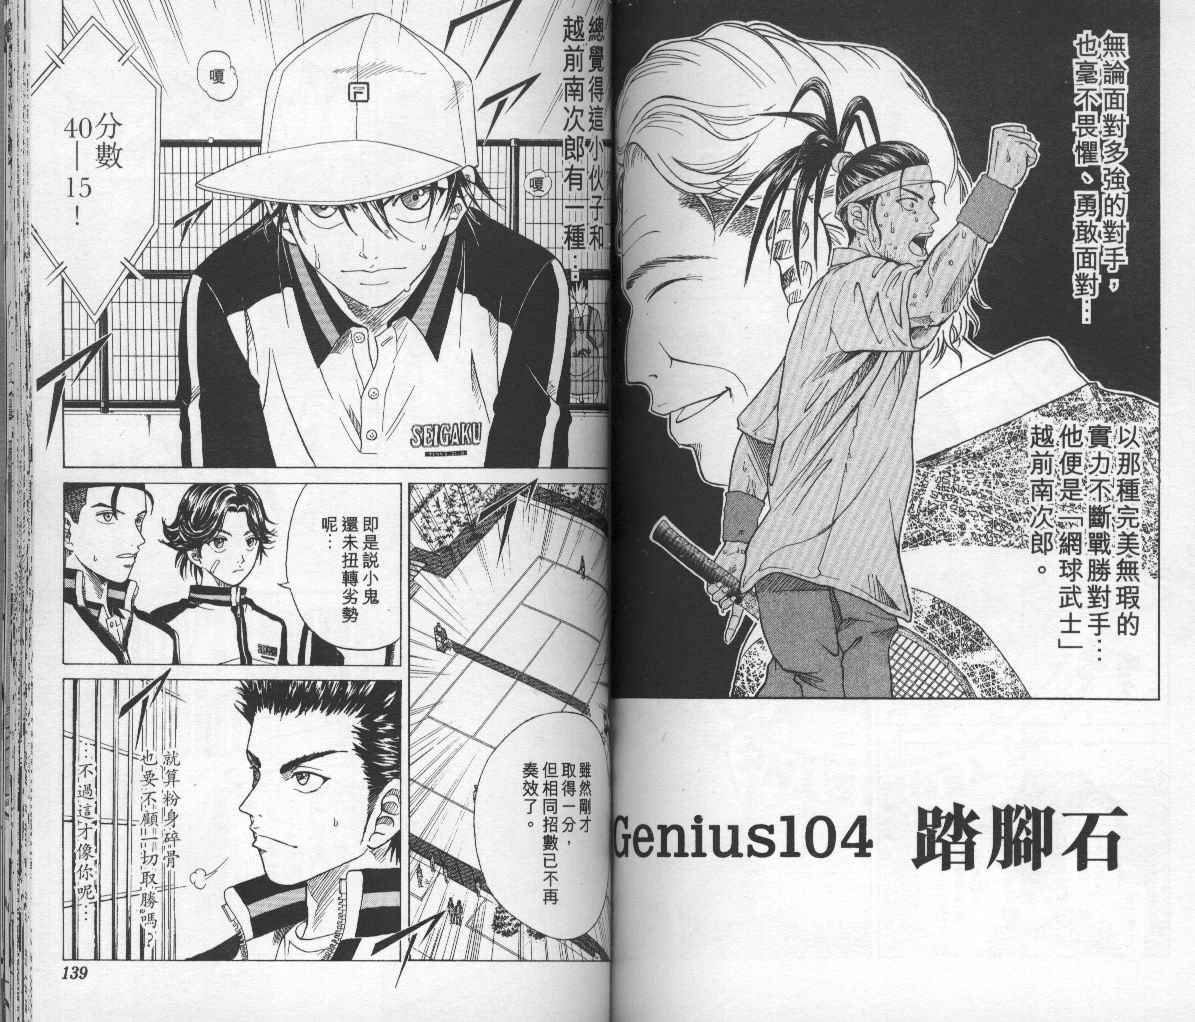 無論面對多強的對手，
也毫不畏懼、勇敢面對…
以那種完美無瑕的
實力不斷戰勝對手…
他便是「網球武士」
越前南次郎。
Genius104 踏腳石
總覺得這小伙子和
越前南次郎有一種…
嗄
嗄
分數
40—15！
F
SEIGAKU
雖然剛才
取得一分，
但相同招數已不再
奏效了。
即是説小鬼
還未扭轉劣勢
呢…
就算粉身碎骨
也要不顧一切取勝嗎？
…不過這才像你呢…
139